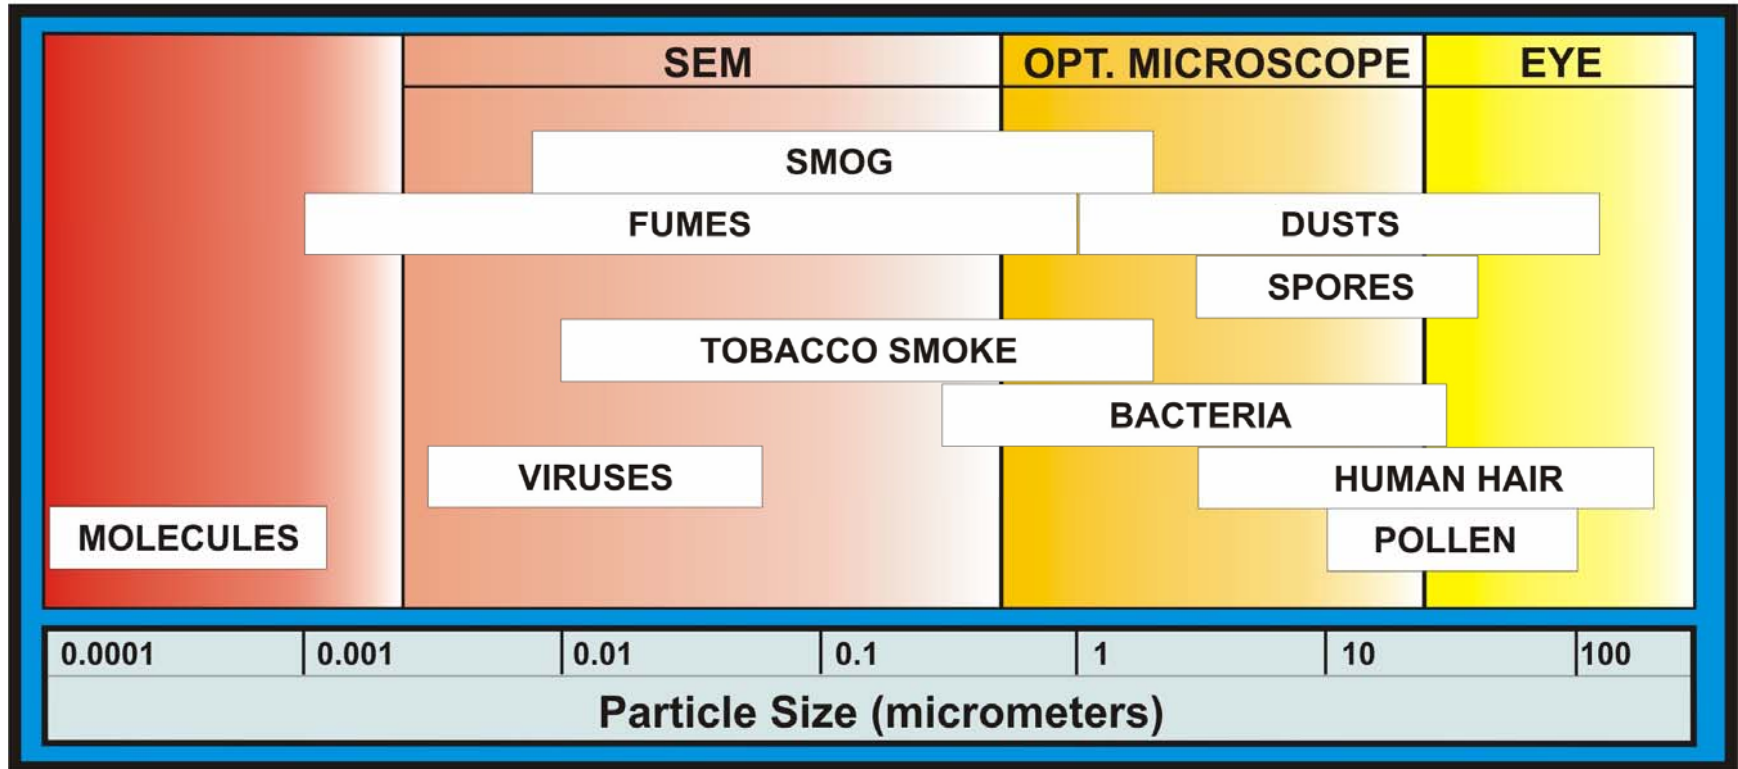 SEM
OPT. MICROSCOPE
EYE
SMOG
FUMES
DUSTS
SPORES
TOBACCO SMOKE
BACTERIA
VIRUSES
HUMAN HAIR
MOLECULES
POLLEN
0.0001
0.001
0.01
0.1
1
10
100
Particle Size (micrometers)